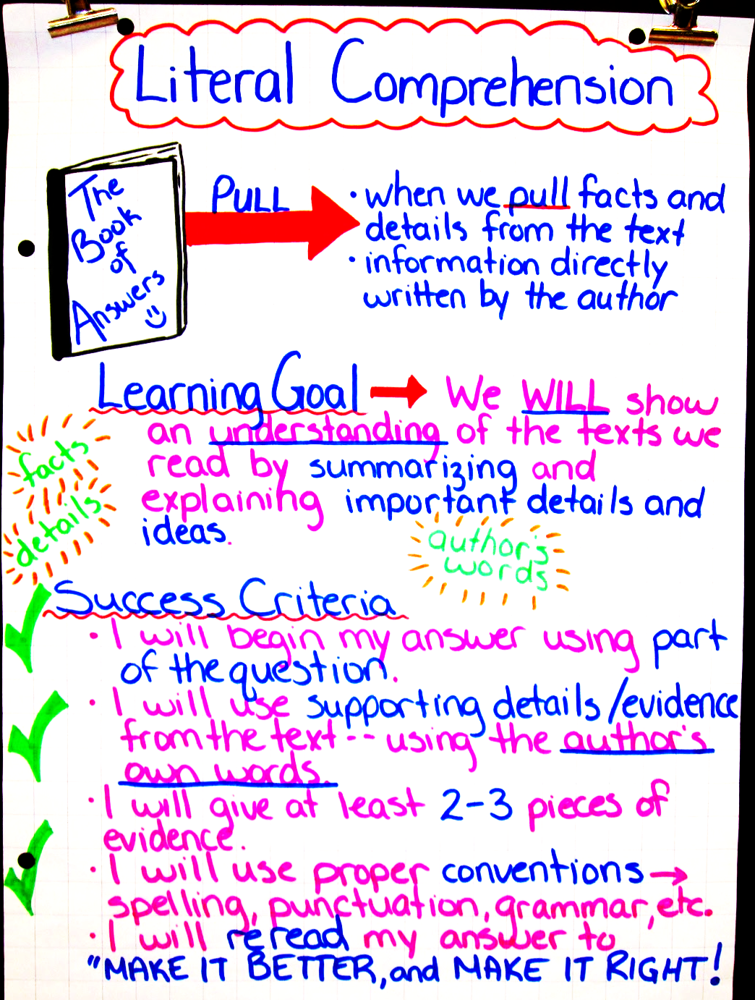 Literal Comprehension
The
Book
of
Answers
PULL
• when we pull facts and
details from the text
• information directly
written by the author
Learning Goal → We WILL show
an understanding of the texts we
read by summarizing and
explaining important details and
ideas.
facts
details
author's
words
Success Criteria
• I will begin my answer using part
of the question.
• I will use supporting details/evidence
from the text -- using the author's
own words.
• I will give at least 2-3 pieces of
evidence.
• I will use proper conventions →
spelling, punctuation, grammar, etc.
• I will reread my answer to
"MAKE IT BETTER, and MAKE IT RIGHT!